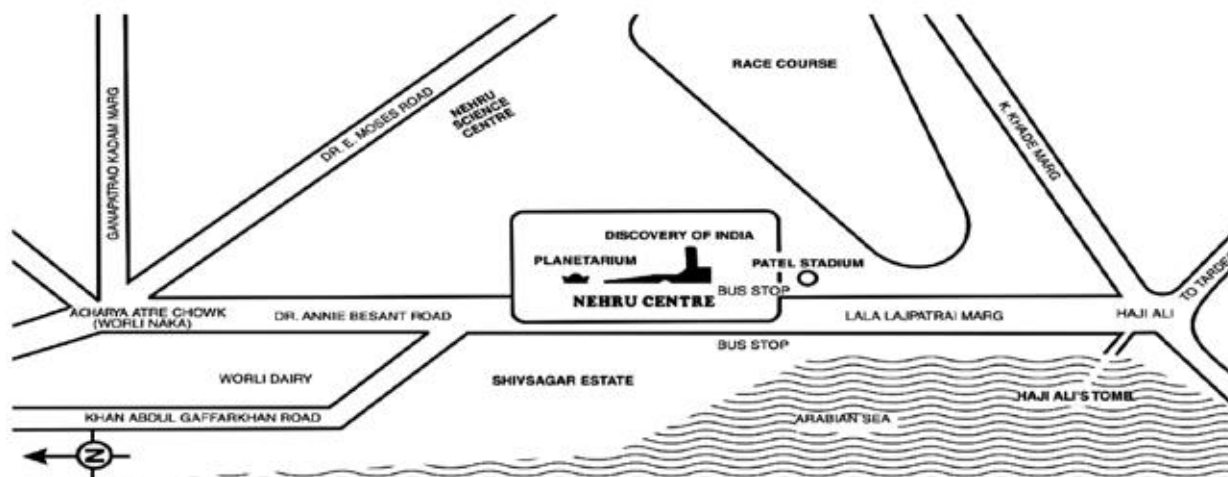 RACE COURSE
GANAPATRAO KADAM MARG
DR. E. MOSES ROAD
NEHRU
SCIENCE
CENTRE
K. KHADE MARG
DISCOVERY OF INDIA
PLANETARIUM
PATEL STADIUM
BUS STOP
NEHRU CENTRE
TO TARDEO
ACHARYA ATRE CHOWK
(WORLI NAKA)
DR. ANNIE BESANT ROAD
LALA LAJPATRAI MARG
HAJI ALI
BUS STOP
WORLI DAIRY
SHIVSAGAR ESTATE
HAJI ALI'S TOMB
KHAN ABDUL GAFFARKHAN ROAD
ARABIAN SEA
N